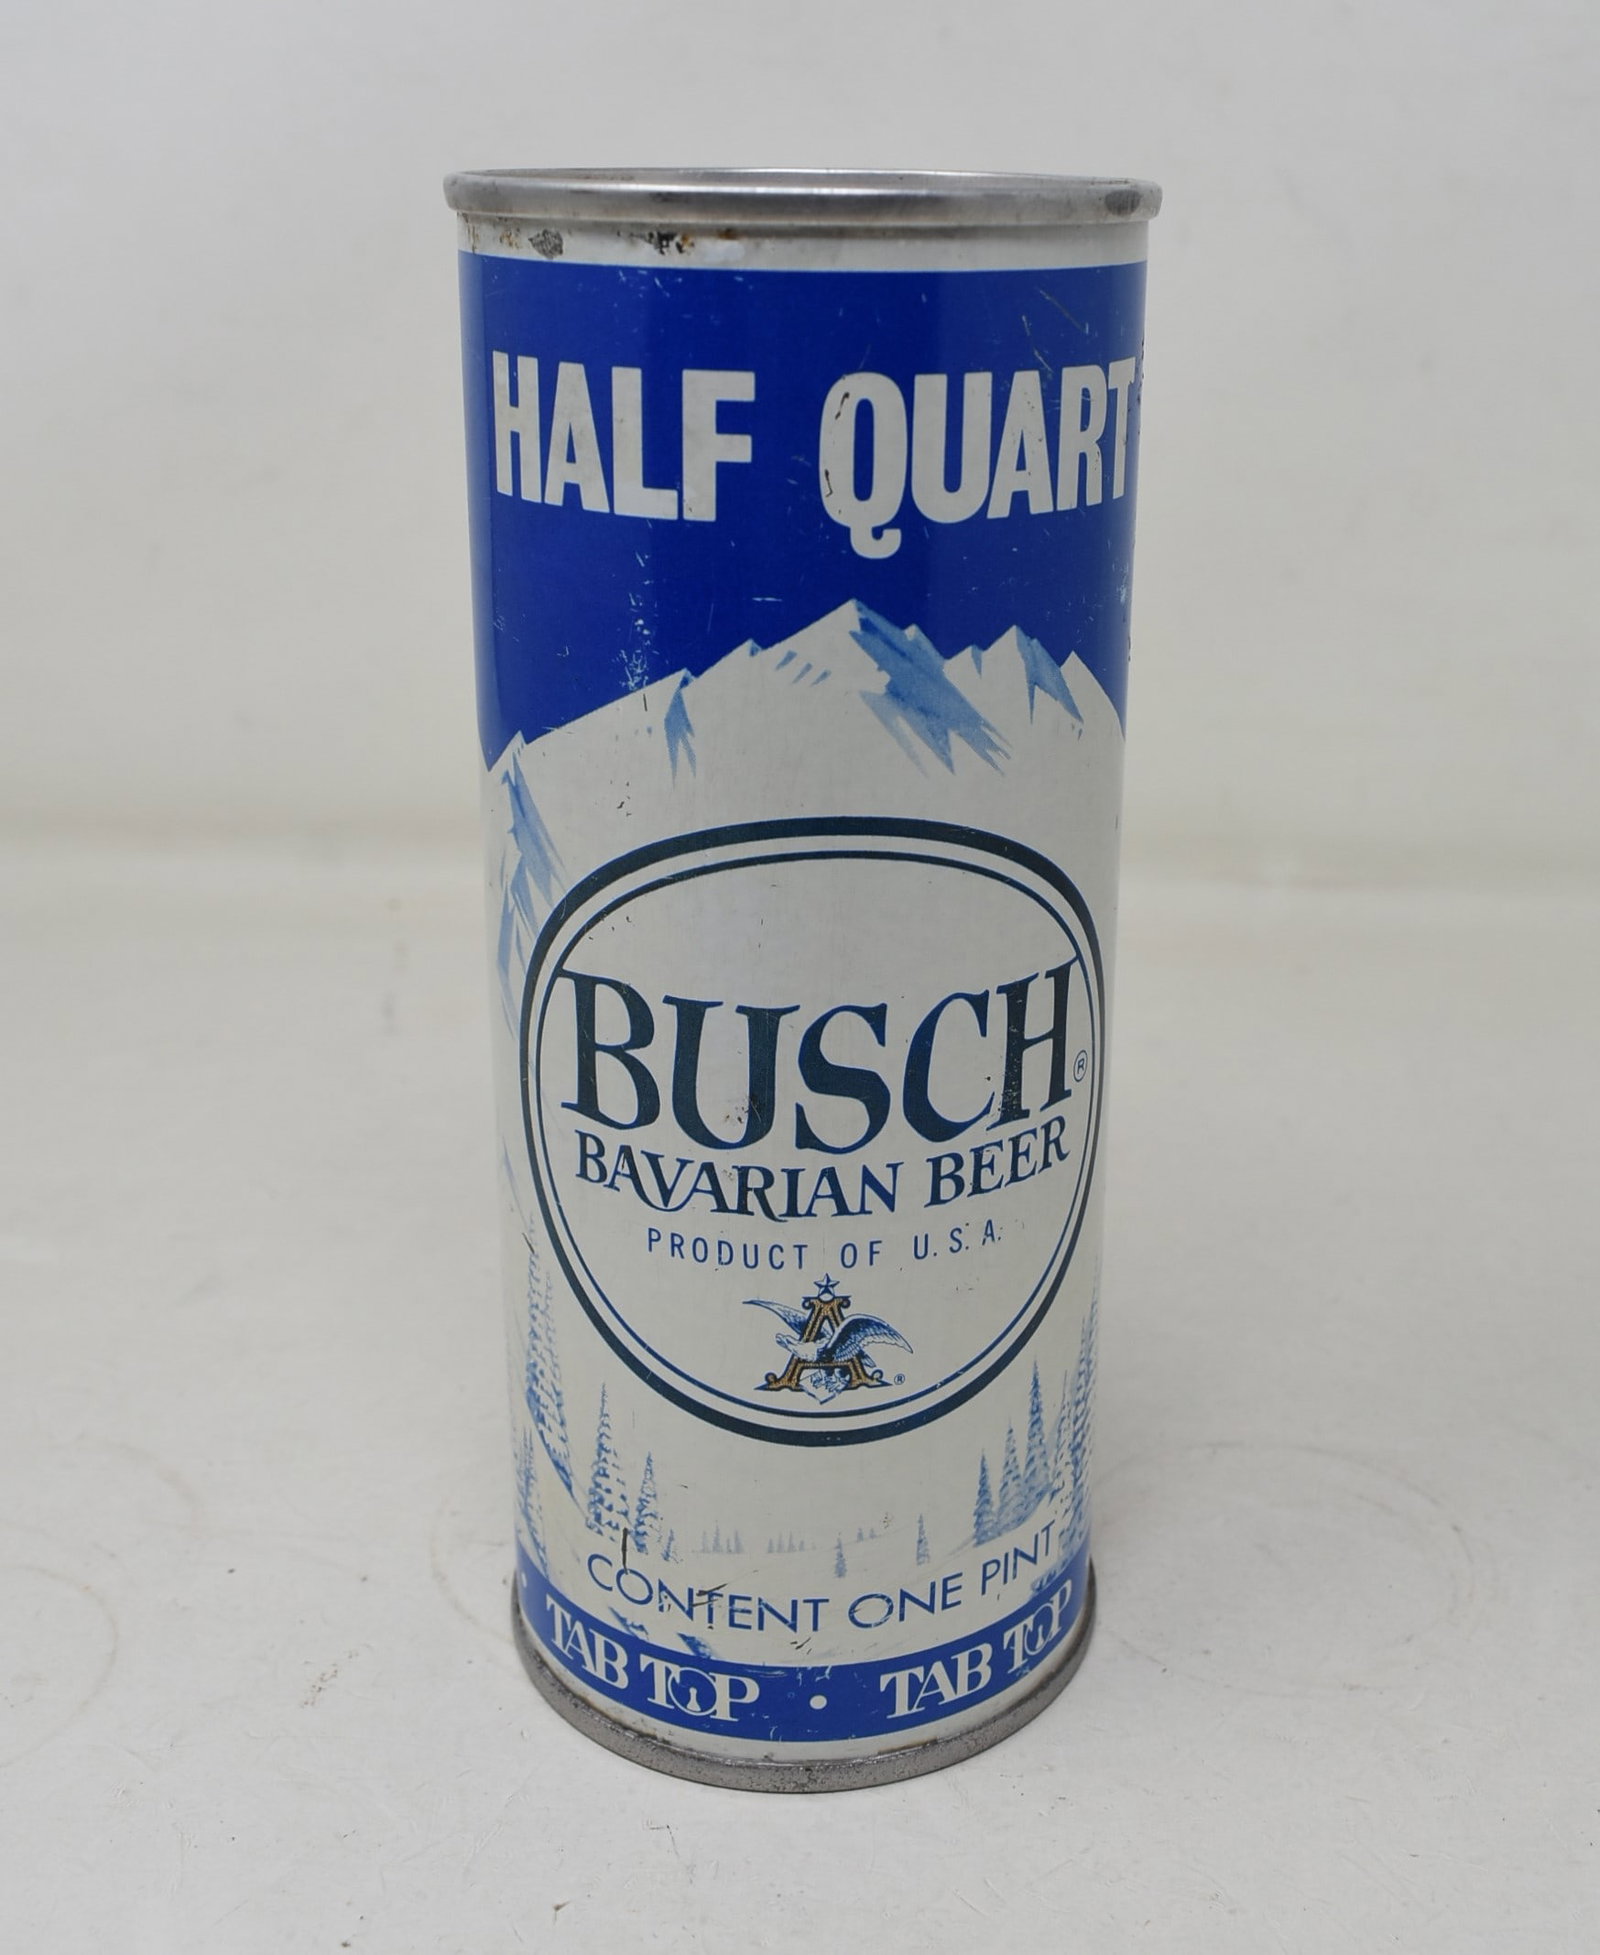 HALF QUART
BUSCH®
BAVARIAN BEER
PRODUCT OF U.S.A.
A®
CONTENT ONE PINT
• TAB TOP • TAB TOP